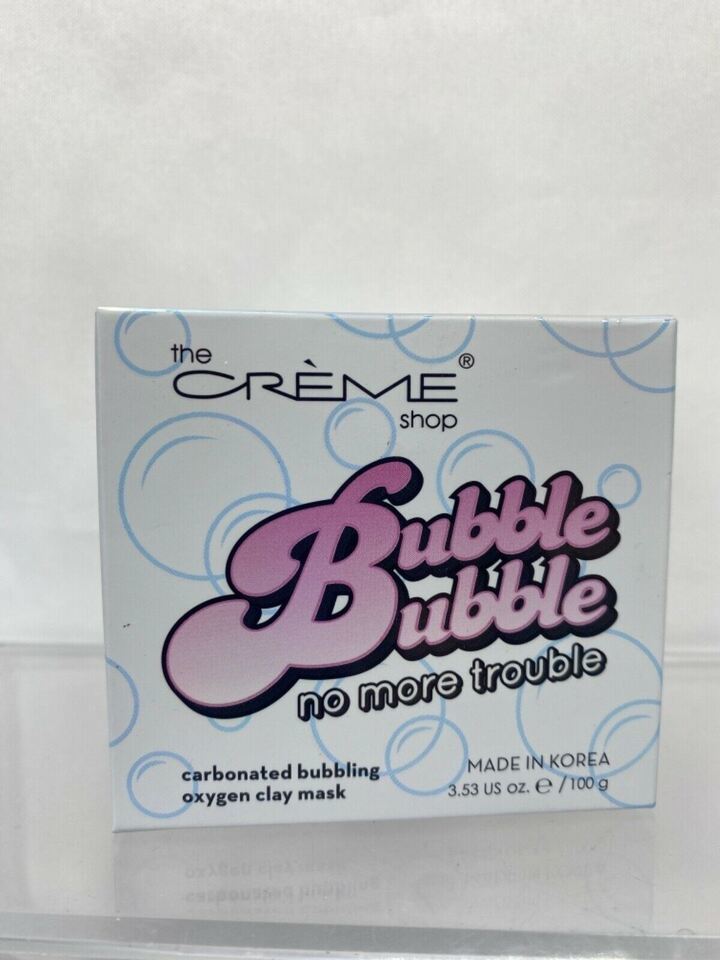 the
CRÈME®
shop
Bubble
Bubble
no more trouble
carbonated bubbling
oxygen clay mask
MADE IN KOREA
3.53 US oz. ℮ / 100 g